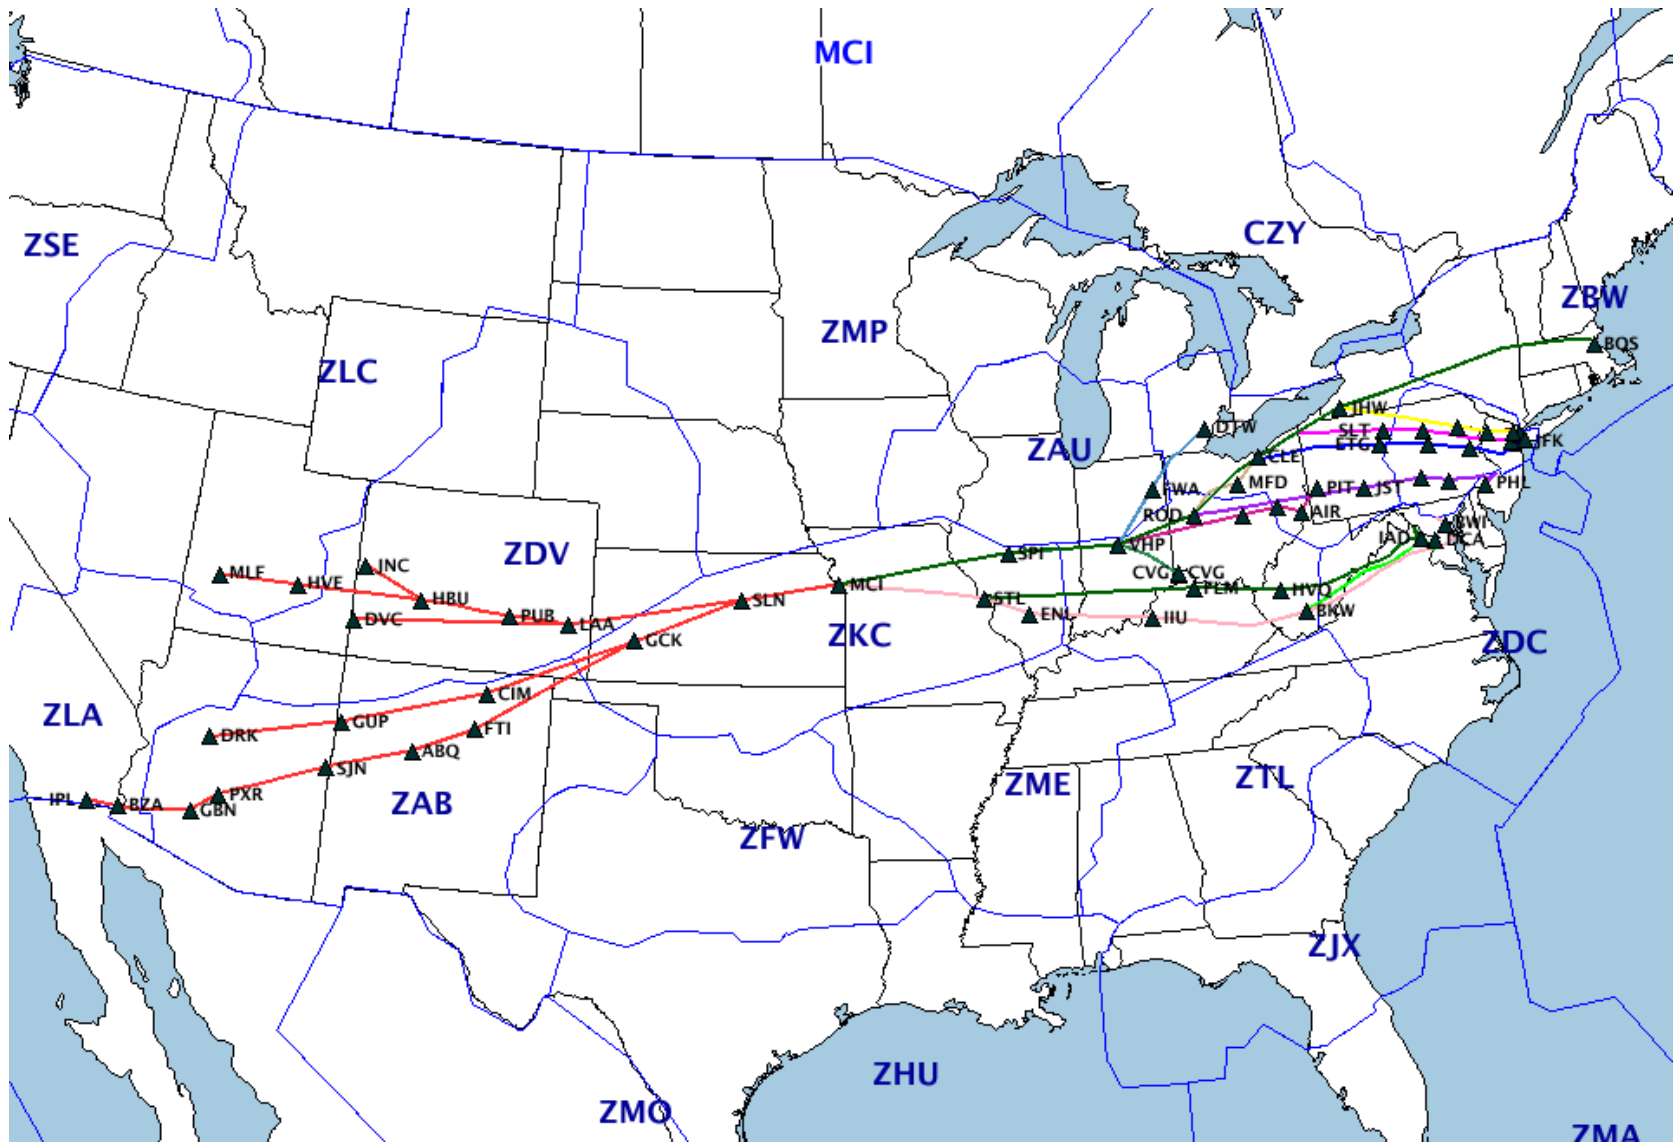 MCI
CZY
ZSE
ZBW
ZMP
BOS
ZLC
JHW
DTW
SLT
ETG
JFK
ZAU
CLE
MFD
FWA
PIT
JST
PHL
ROD
AIR
BWI
IAD
DCA
VHP
ZDV
SPI
JNC
MLF
HVE
CVG
CVG
MCI
FLM
HVQ
HBU
SLN
STL
BKW
PUB
DVC
LAA
ENL
IIU
ZKC
GCK
ZDC
CIM
ZLA
GUP
DRK
FTI
ABQ
SJN
ZME
ZTL
PXR
IPL
BZA
GBN
ZAB
ZFW
ZJX
ZHU
ZMO
ZMA